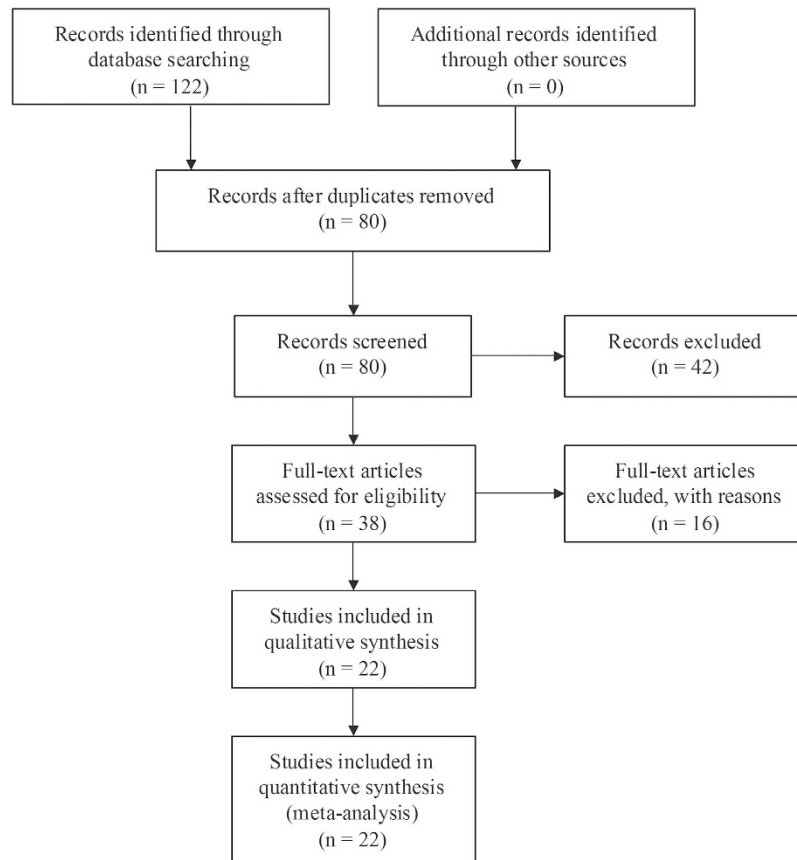 Records identified through
database searching
(n = 122)
Additional records identified
through other sources
(n = 0)
Records after duplicates removed
(n = 80)
Records screened
(n = 80)
Records excluded
(n = 42)
Full-text articles
assessed for eligibility
(n = 38)
Full-text articles
excluded, with reasons
(n = 16)
Studies included in
qualitative synthesis
(n = 22)
Studies included in
quantitative synthesis
(meta-analysis)
(n = 22)